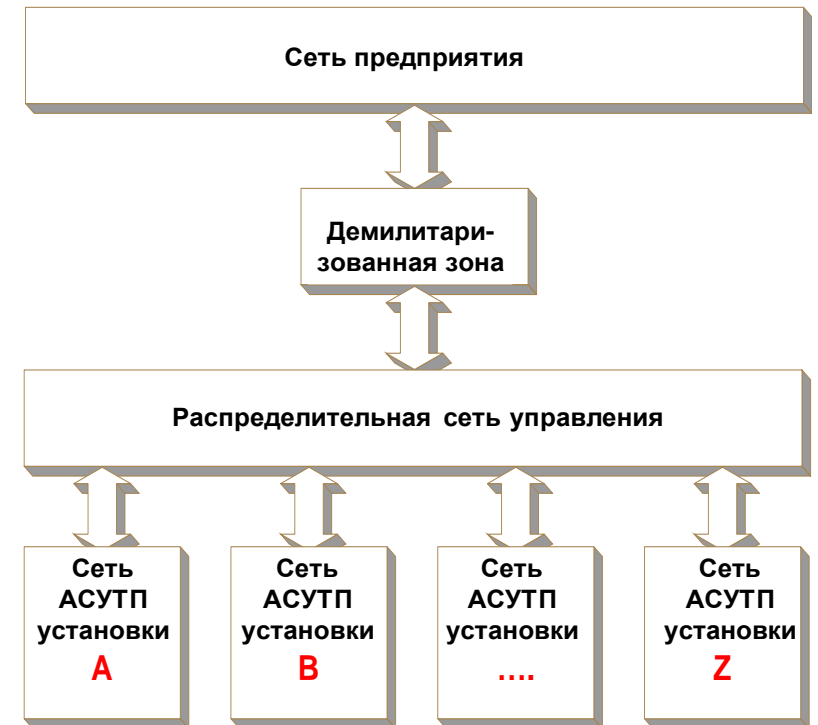 Сеть предприятия
Демилитари-
зованная зона
Распределительная сеть управления
Сеть
АСУТП
установки
A
Сеть
АСУТП
установки
B
Сеть
АСУТП
установки
....
Сеть
АСУТП
установки
Z